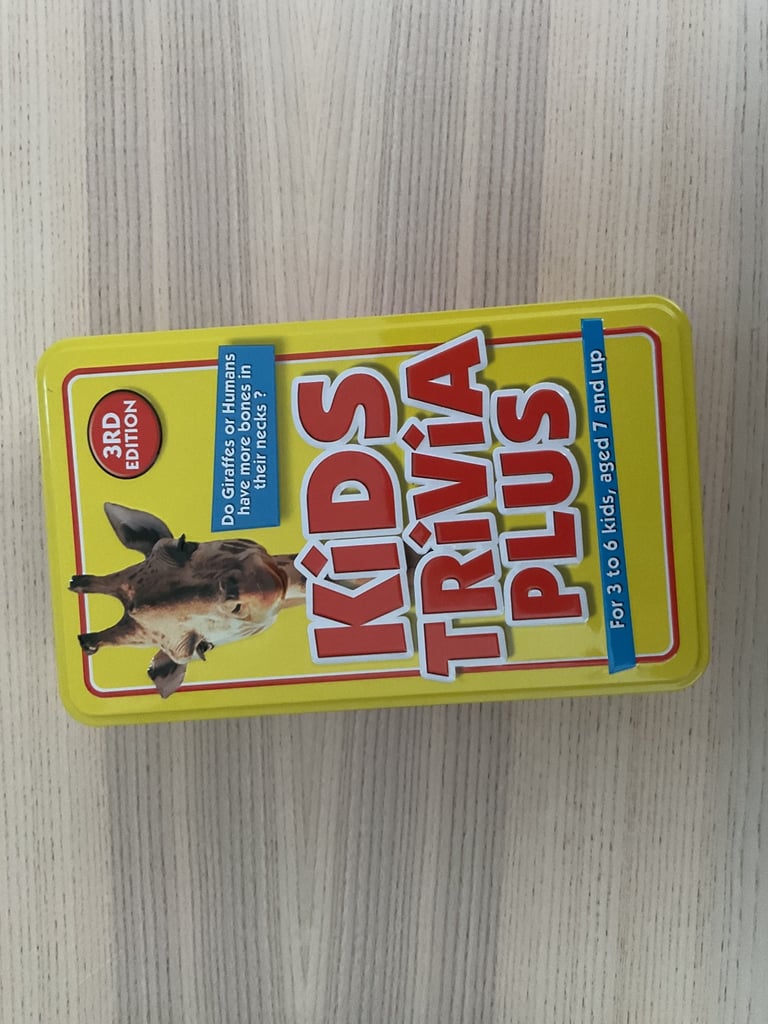 3RD
EDITION
Do Giraffes or Humans
have more bones in
their necks ?
KiDS
TRiViA
PLUS
For 3 to 6 kids, aged 7 and up